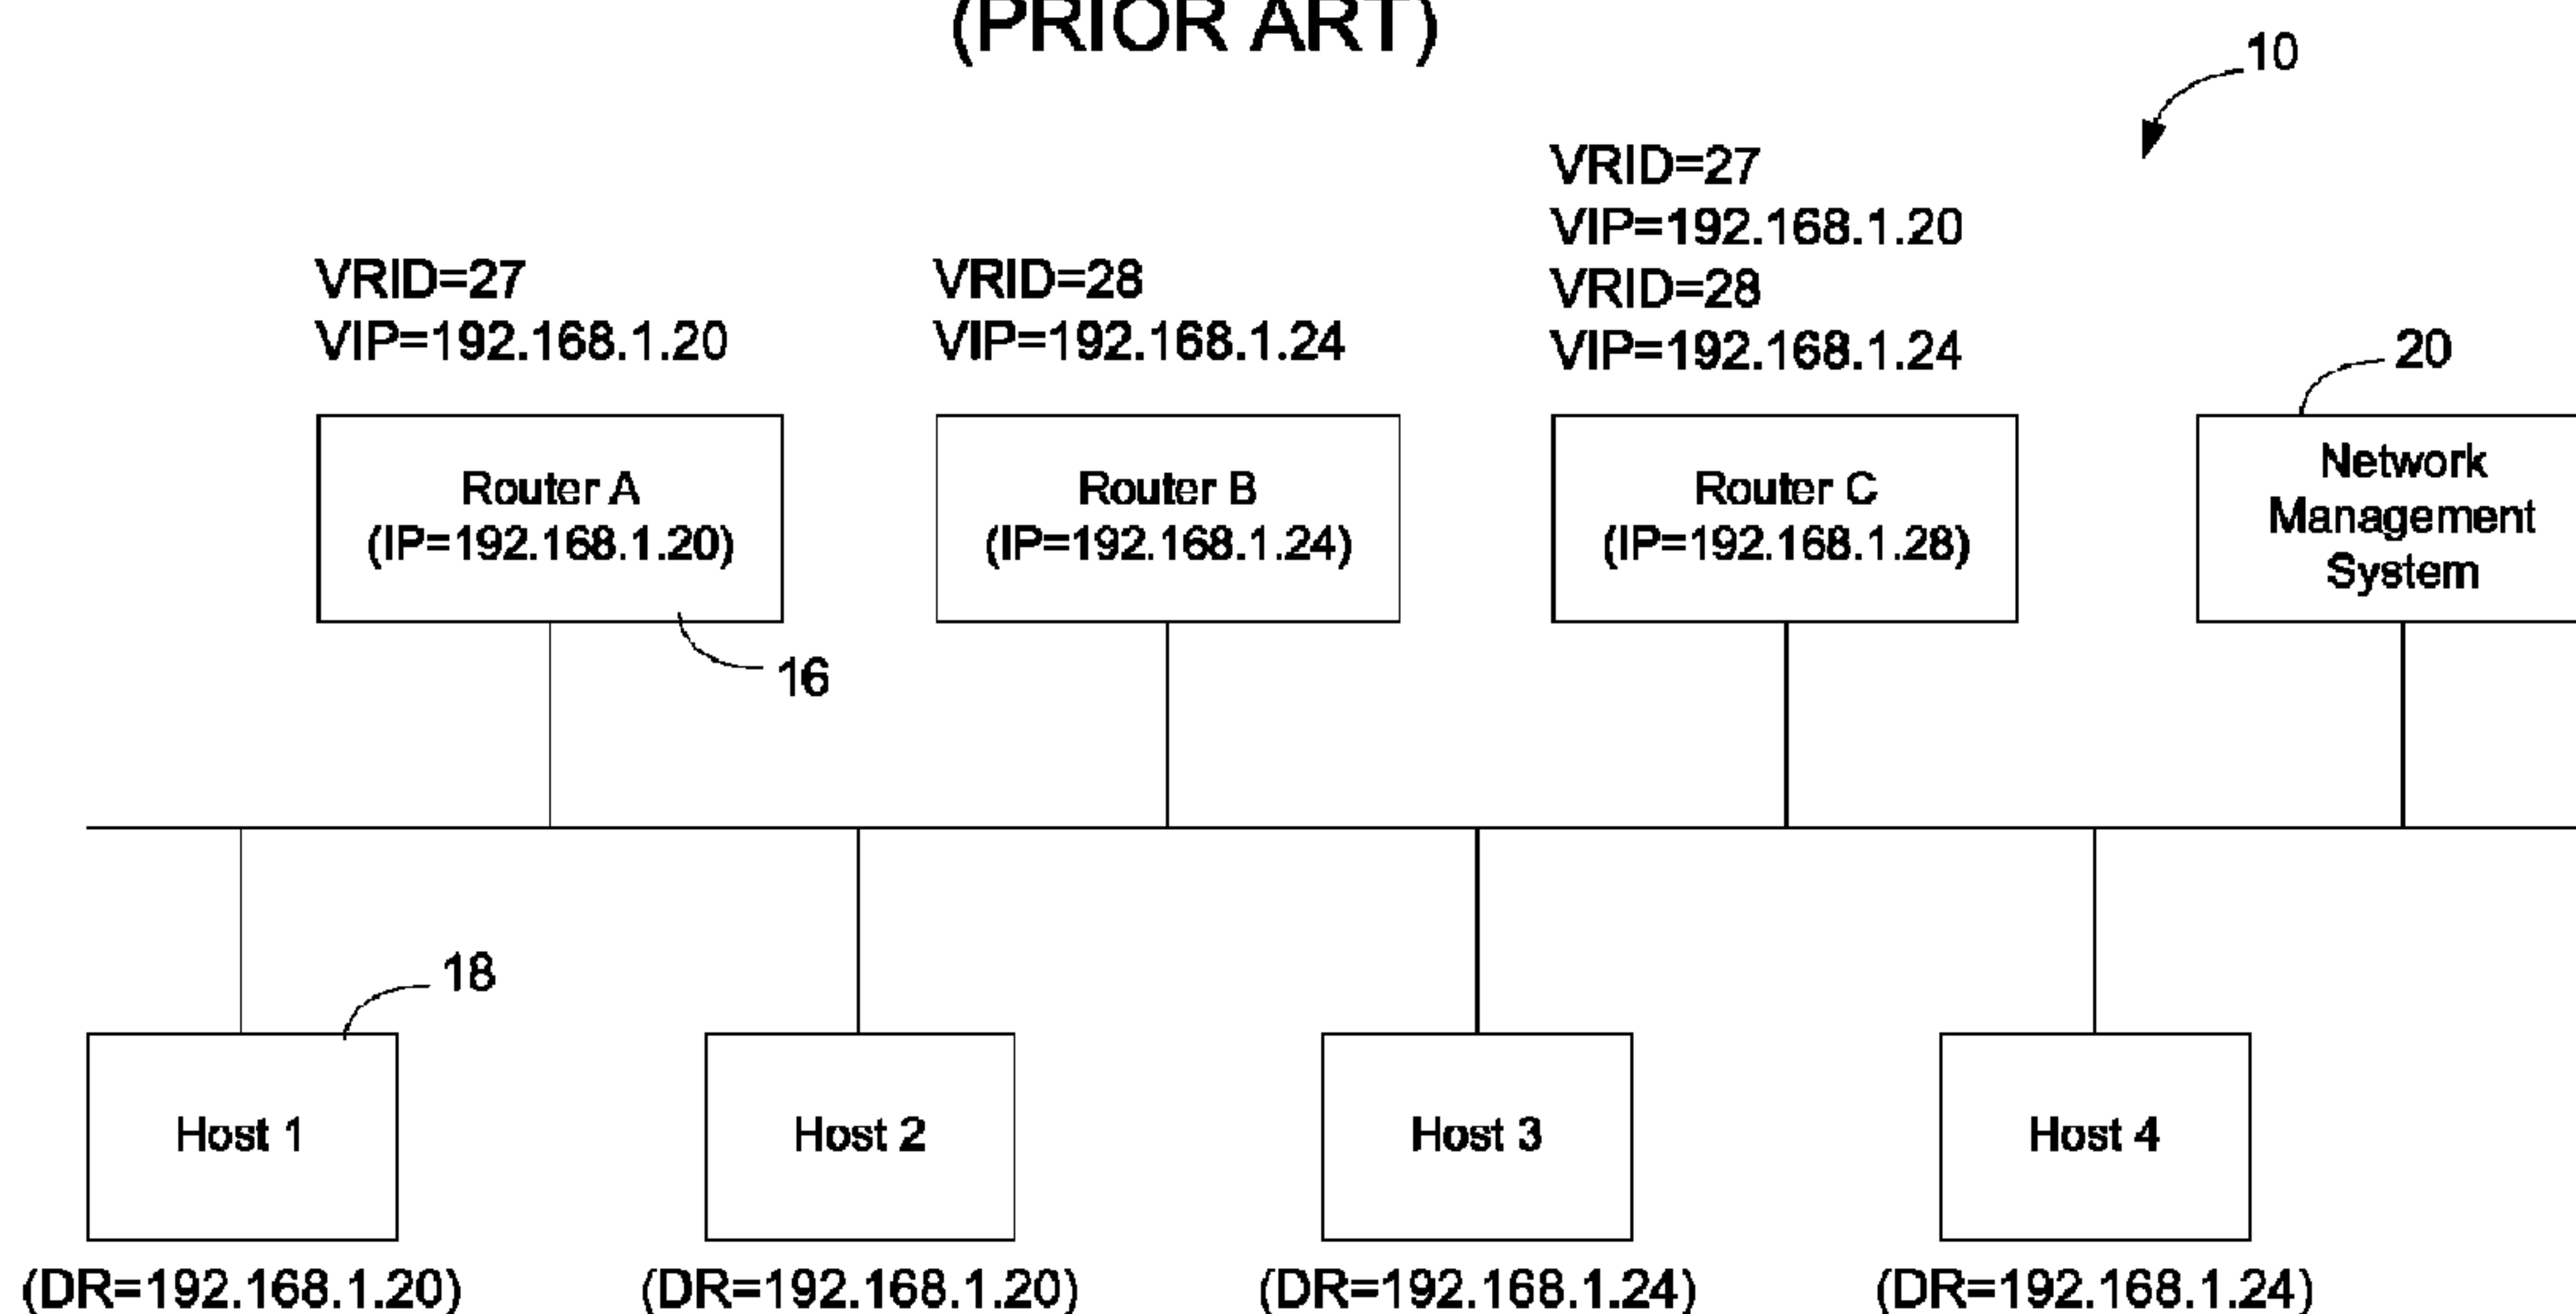 (PRIOR ART)
10
VRID=27
VIP=192.168.1.20
VRID=28
VIP=192.168.1.24
VRID=27
VIP=192.168.1.20
VRID=28
VIP=192.168.1.24
20
Router A
(IP=192.168.1.20)
Router B
(IP=192.168.1.24)
Router C
(IP=192.168.1.28)
Network
Management
System
16
18
Host 1
Host 2
Host 3
Host 4
(DR=192.168.1.20)
(DR=192.168.1.20)
(DR=192.168.1.24)
(DR=192.168.1.24)